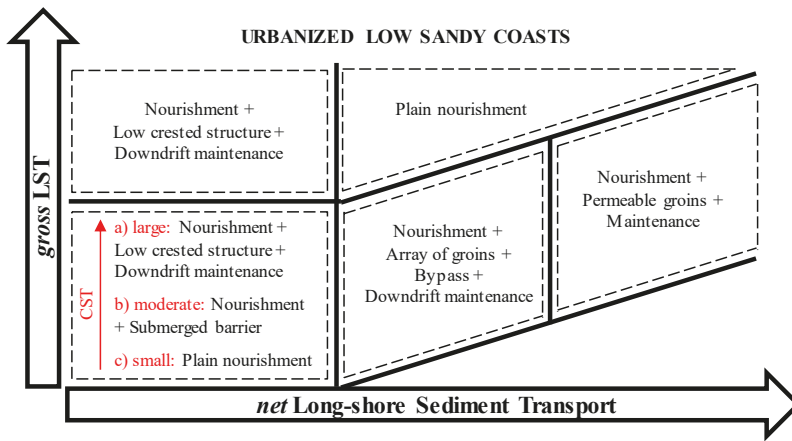 URBANIZED LOW SANDY COASTS
gross LST
Nourishment +
Low crested structure +
Downdrift maintenance
Plain nourishment
CST
a) large: Nourishment +
Low crested structure +
Downdrift maintenance
b) moderate: Nourishment
+ Submerged barrier
c) small: Plain nourishment
Nourishment +
Array of groins +
Bypass +
Downdrift maintenance
Nourishment +
Permeable groins +
Maintenance
net Long-shore Sediment Transport